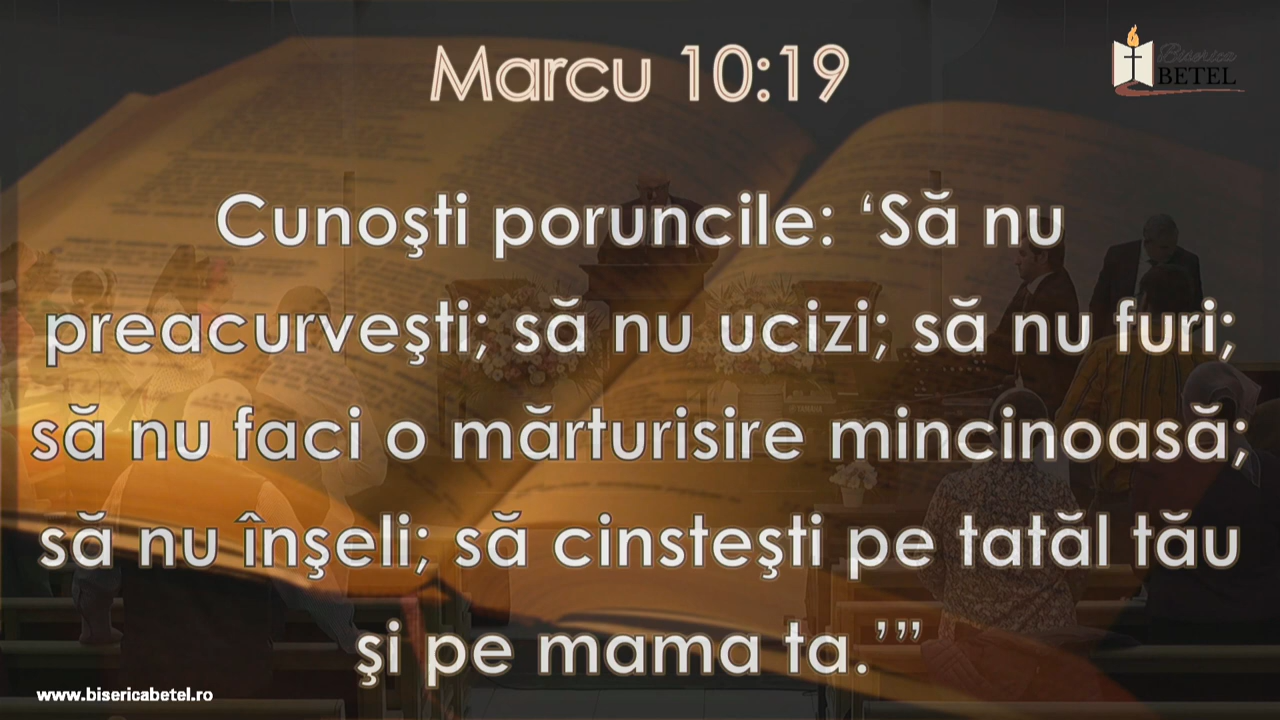 Marcu 10:19
Biserica
BETEL
Cunoşti poruncile: ‘Să nu
preacurveşti; să nu ucizi; să nu furi;
să nu faci o mărturisire mincinoasă;
să nu înşeli; să cinsteşti pe tatăl tău
şi pe mama ta.’”
www.bisericabetel.ro